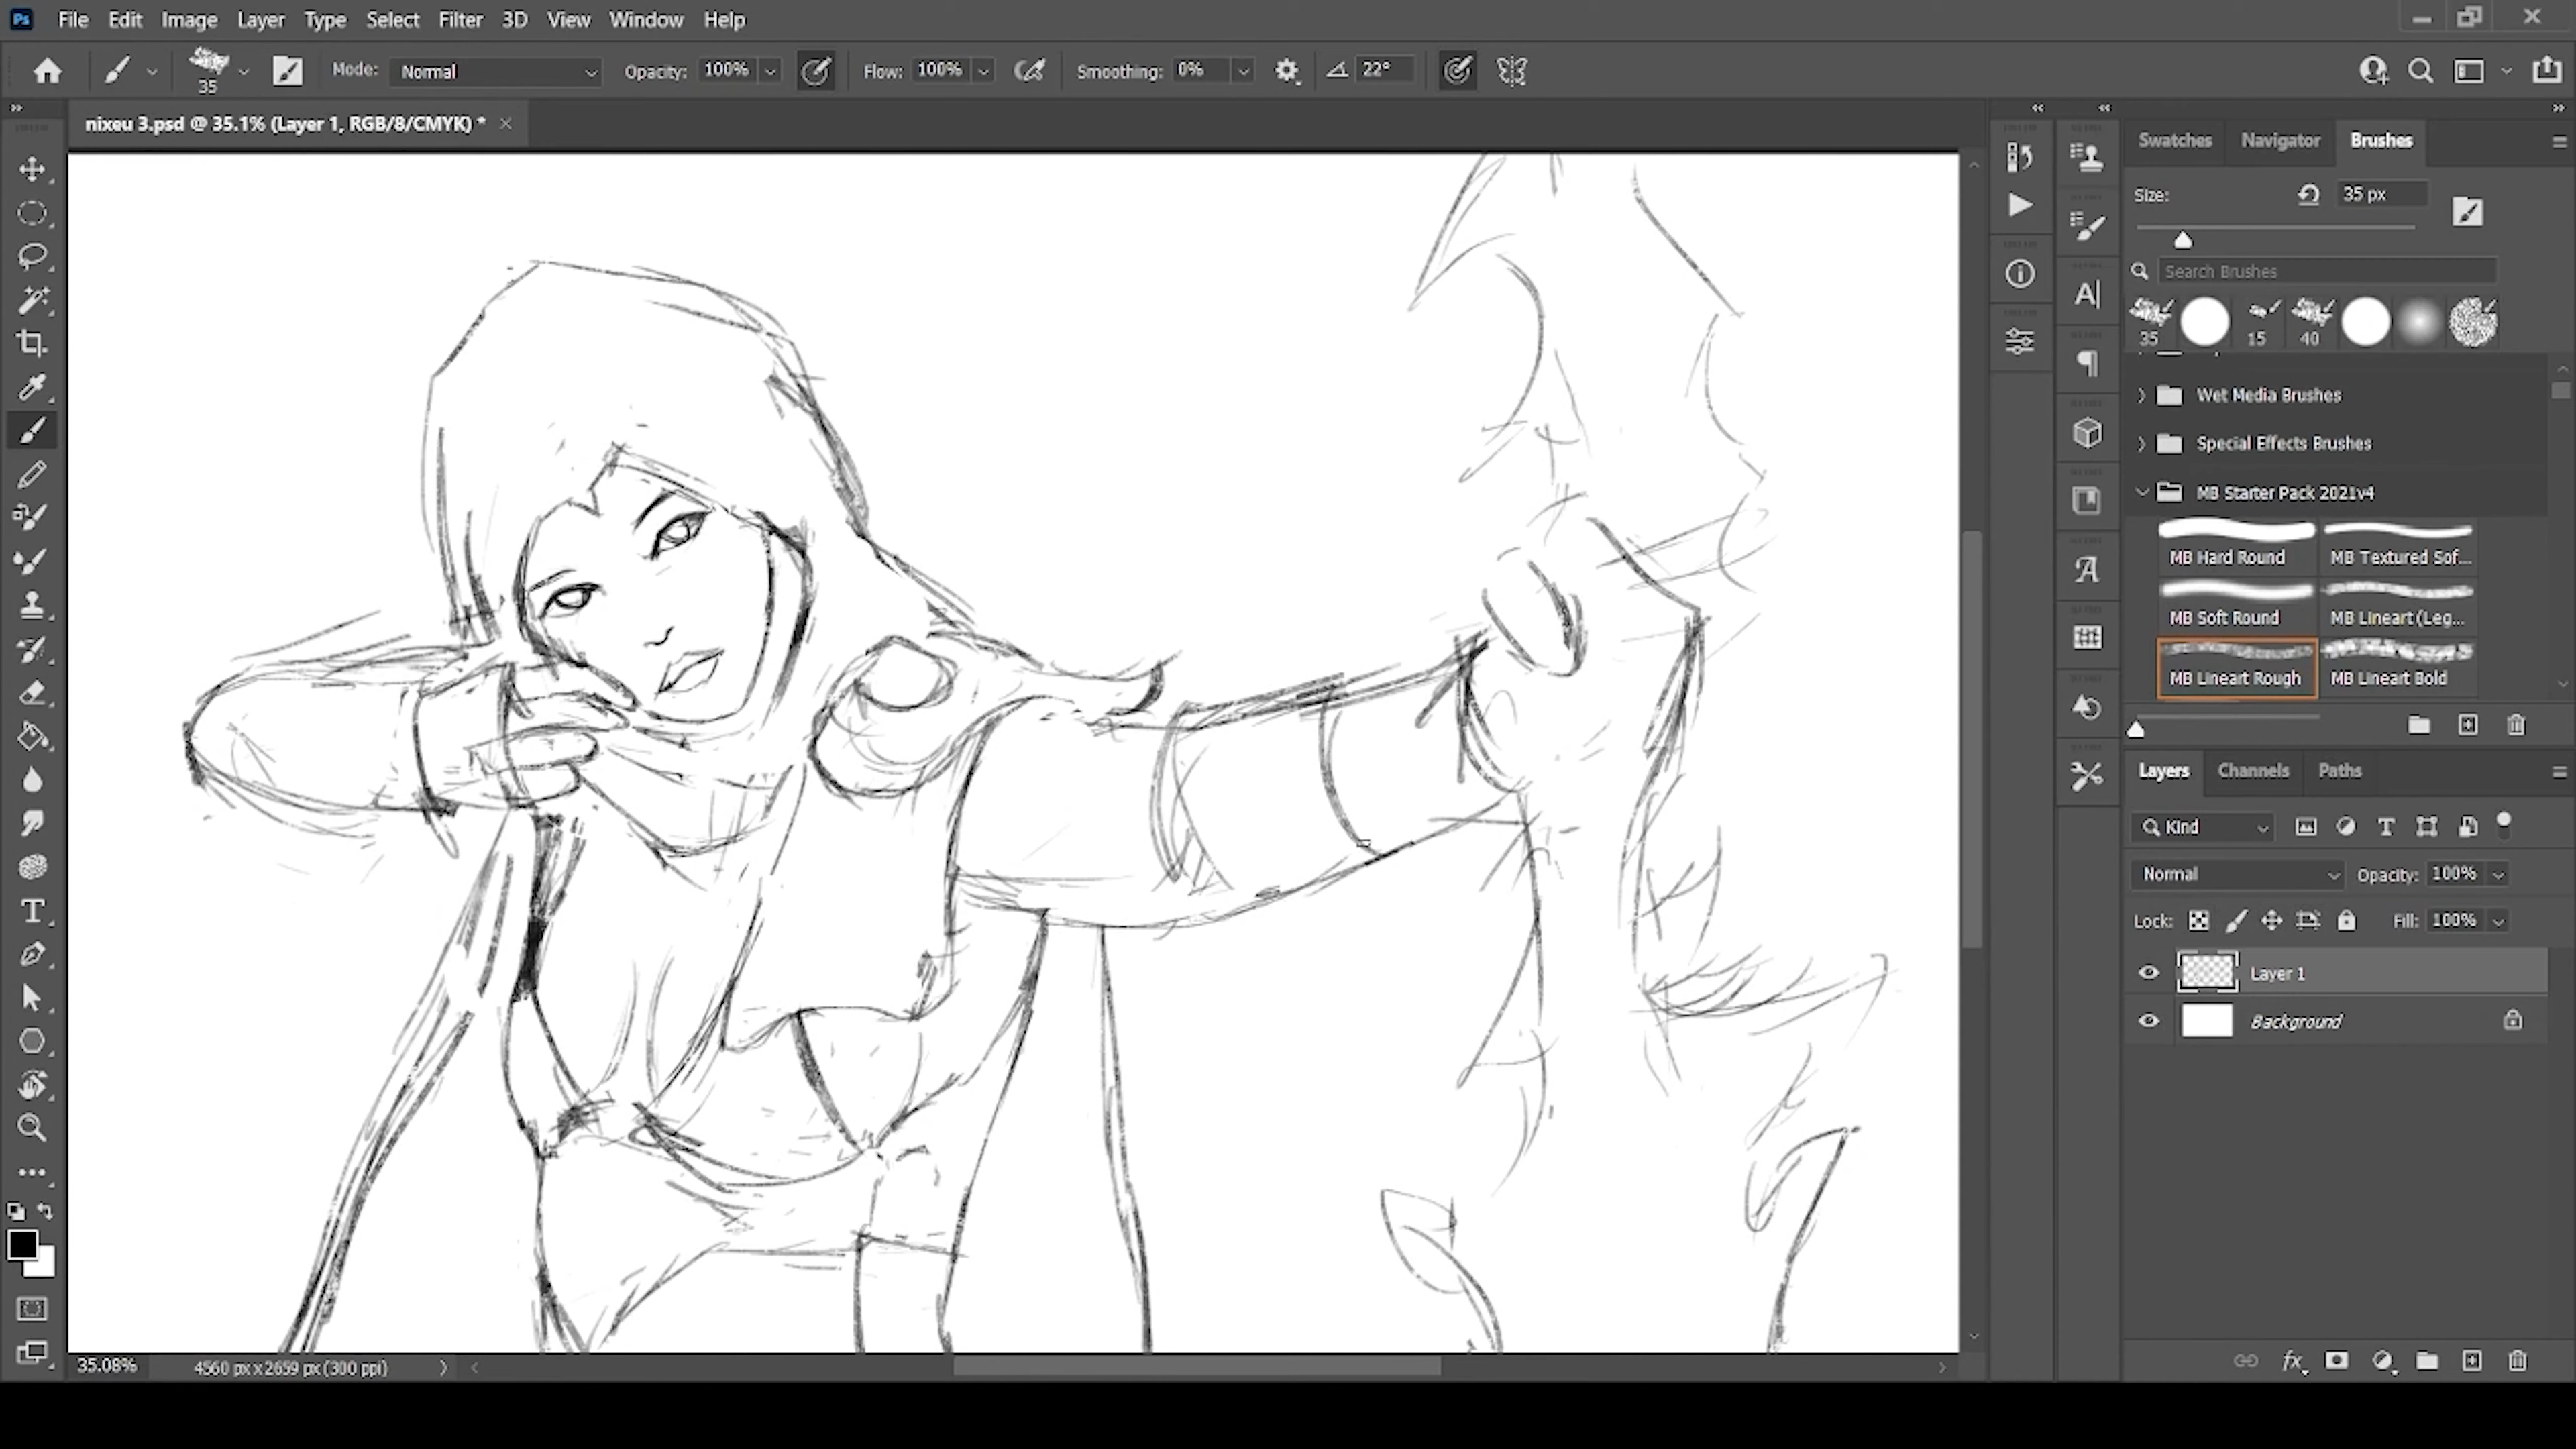 Ps File Edit Image Layer Type Select Filter 3D View Window Help
35 Mode: Normal Opacity: 100% Flow: 100% Smoothing: 0% 22°
nixeu 3.psd @ 35.1% (Layer 1, RGB/8/CMYK) *
Swatches Navigator Brushes
Size: 35 px
Search Brushes
35 15 40
Wet Media Brushes
Special Effects Brushes
MB Starter Pack 2021v4
MB Hard Round MB Textured Sof...
MB Soft Round MB Lineart (Leg...
MB Lineart Rough MB Lineart Bold
Layers Channels Paths
Kind
Normal Opacity: 100%
Lock: Fill: 100%
Layer 1
Background
35.08% 4560 px x 2659 px (300 ppi)